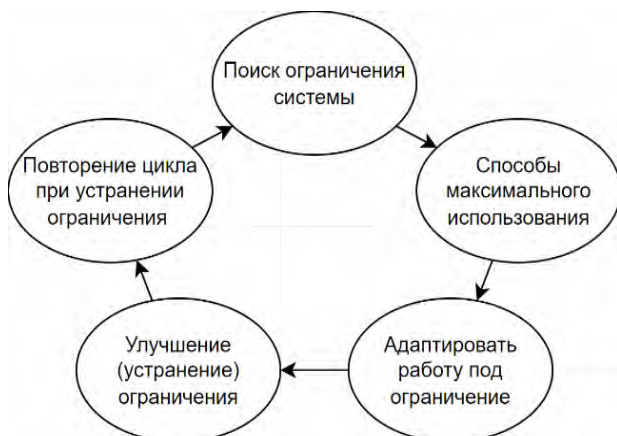 Поиск ограничения
системы
Способы
максимального
использования
Адаптировать
работу под
ограничение
Улучшение
(устранение)
ограничения
Повторение цикла
при устранении
ограничения